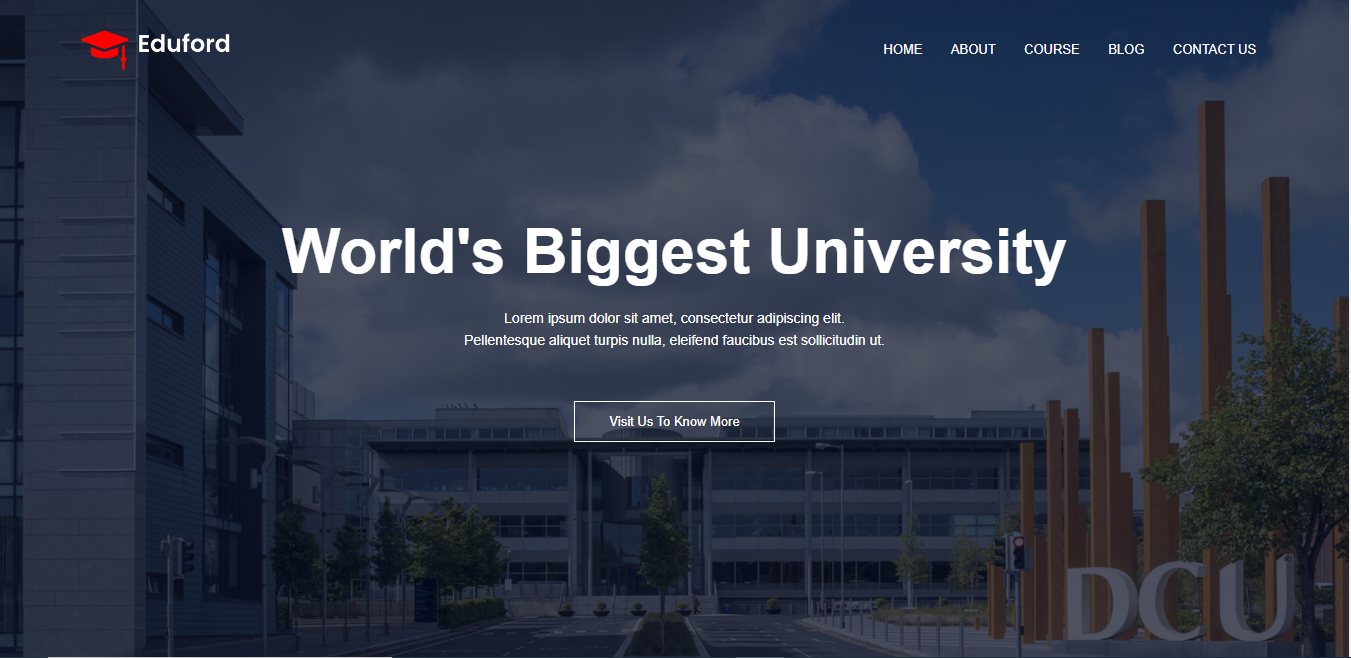 Eduford
HOME ABOUT COURSE BLOG CONTACT US
World's Biggest University
Lorem ipsum dolor sit amet, consectetur adipiscing elit.
Pellentesque aliquet turpis nulla, eleifend faucibus est sollicitudin ut.
Visit Us To Know More
DCU